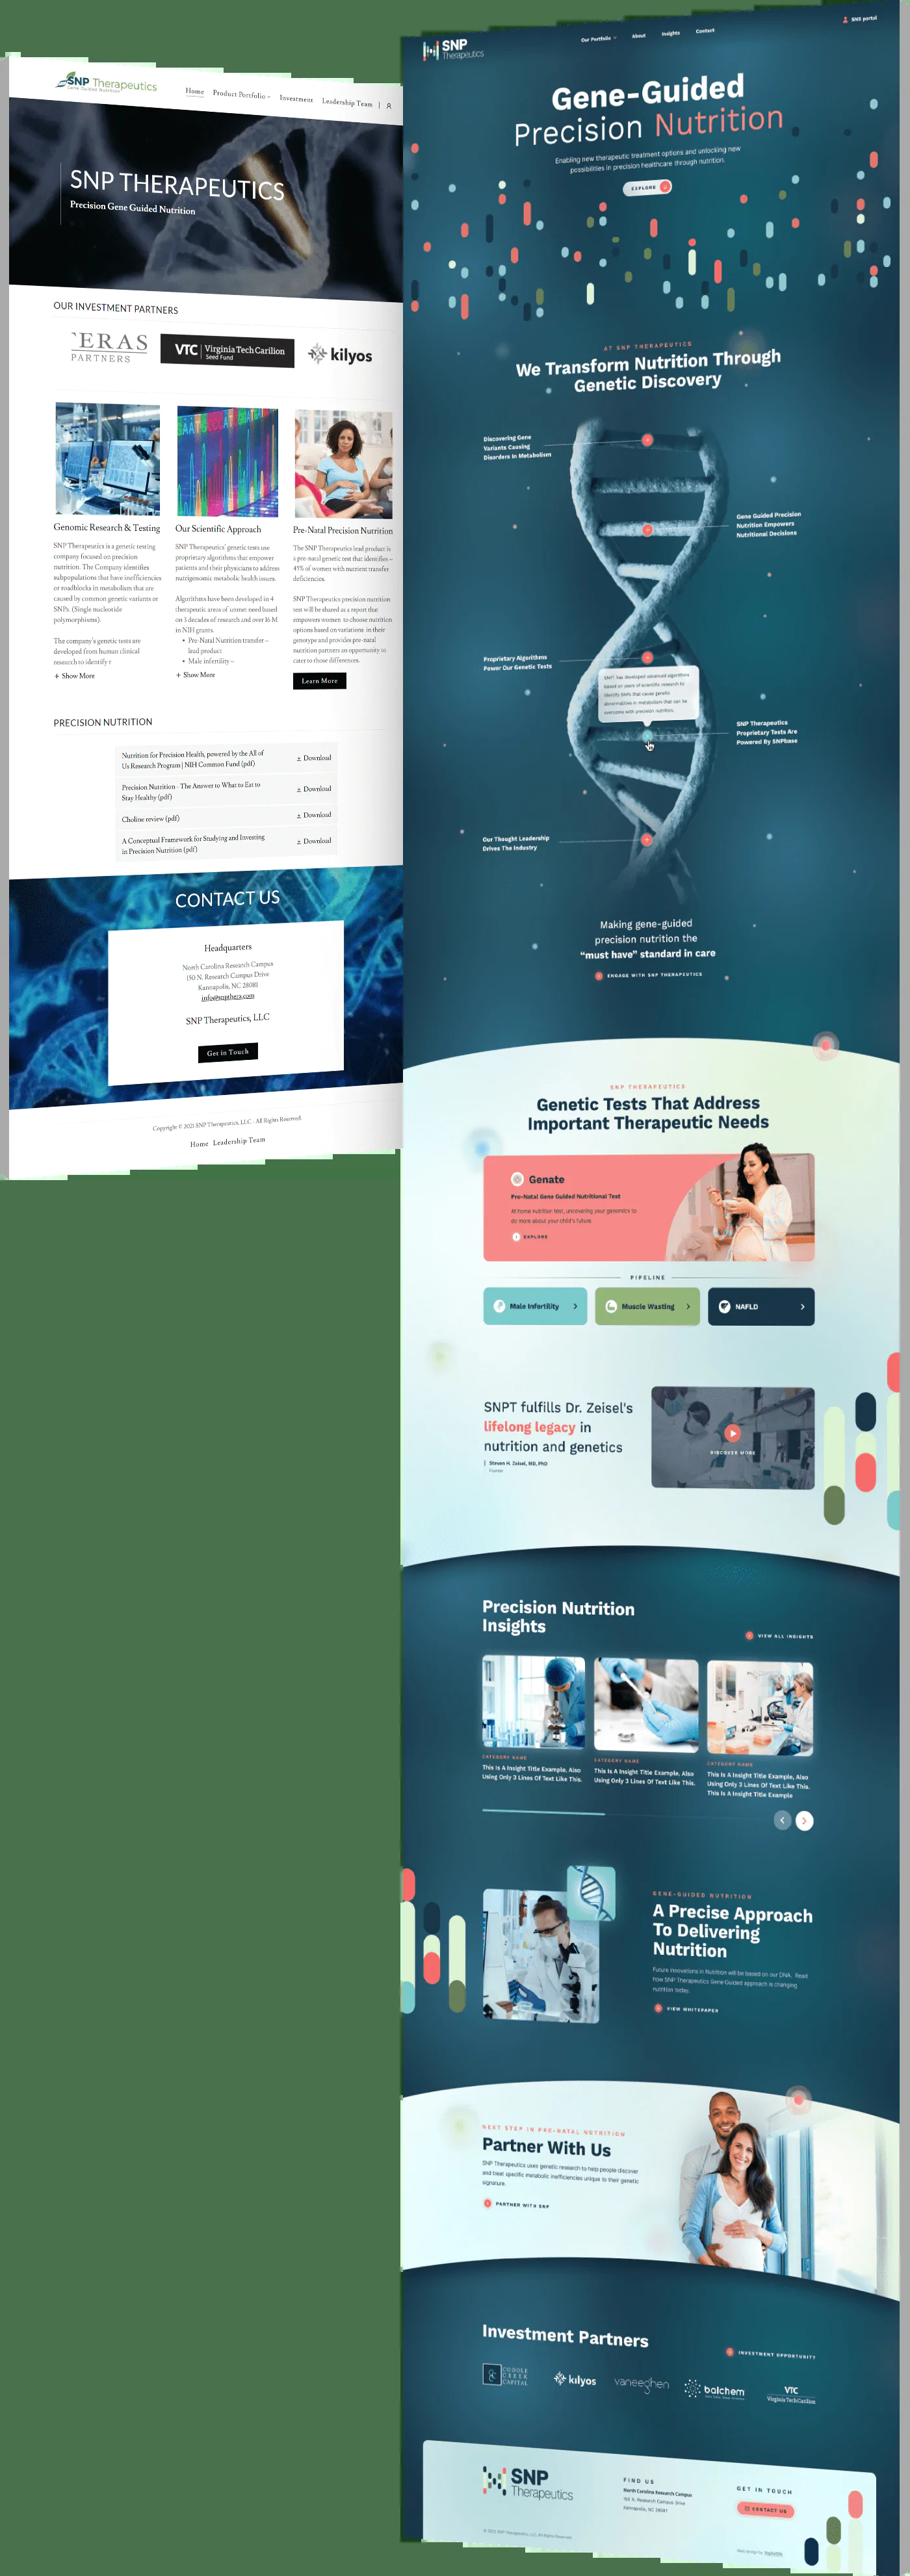 SNP Therapeutics
Gene Guided Nutrition
Home
Product Portfolio
Investment
Leadership Team
SNP THERAPEUTICS
Precision Gene Guided Nutrition
OUR INVESTMENT PARTNERS
ERAS
PARTNERS
VTC
Virginia Tech Carilion
Seed Fund
kilyos
SAATGCCCATGGATG
Genomic Research & Testing
SNP Therapeutics is a genetic testing
company focused on precision
nutrition. The Company identifies
subpopulations that have inefficiencies
or roadblocks in metabolism that are
caused by common genetic variants or
SNPs. (Single nucleotide
polymorphisms).
The company's genetic tests are
developed from human clinical
research to identify r
+ Show More
Our Scientific Approach
SNP Therapeutics' genetic tests use
proprietary algorithms that empower
patients and their physicians to address
nutrigenomic metabolic health issues.
Algorithms have been developed in 4
therapeutic areas of unmet need based
on 3 decades of research and over 16 M
in NIH grants.
• Pre-Natal Nutrition transfer –
lead product
• Male infertility –
+ Show More
Pre-Natal Precision Nutrition
The SNP Therapeutics lead product is
a pre-natal genetic test that identifies ~
45% of women with nutrient transfer
deficiencies.
SNP Therapeutics precision nutrition
test will be shared as a report that
empowers women to choose nutrition
options based on variations in their
genotype and provides pre-natal
nutrition partners an opportunity to
cater to those differences.
Learn More
PRECISION NUTRITION
Nutrition for Precision Health, powered by the All of
Us Research Program | NIH Common Fund (pdf)
Download
Precision Nutrition - The Answer to What to Eat to
Stay Healthy (pdf)
Download
Choline review (pdf)
Download
A Conceptual Framework for Studying and Investing
in Precision Nutrition (pdf)
Download
CONTACT US
Headquarters
North Carolina Research Campus
150 N. Research Campus Drive
Kannapolis, NC 28081
info@snpthera.com
SNP Therapeutics, LLC
Get in Touch
Copyright © 2021 SNP Therapeutics, LLC - All Rights Reserved.
Home Leadership Team
SNP
Therapeutics
Our Portfolio
About
Insights
Contact
SNP portal
Gene-Guided
Precision Nutrition
Enabling new therapeutic treatment options and unlocking new
possibilities in precision healthcare through nutrition.
EXPLORE
AT SNP THERAPEUTICS
We Transform Nutrition Through
Genetic Discovery
Discovering Gene
Variants Causing
Disorders In Metabolism
Gene Guided Precision
Nutrition Empowers
Nutritional Decisions
Proprietary Algorithms
Power Our Genetic Tests
SNPT has developed advanced algorithms
based on years of scientific research to
identify SNPs that cause genetic
abnormalities in metabolism that can be
overcome with precision nutrition.
SNP Therapeutics
Proprietary Tests Are
Powered By SNPbase
Our Thought Leadership
Drives The Industry
Making gene-guided
precision nutrition the
“must have” standard in care
ENGAGE WITH SNP THERAPEUTICS
SNP THERAPEUTICS
Genetic Tests That Address
Important Therapeutic Needs
Genate
Pre-Natal Gene Guided Nutritional Test
At home nutrition test, uncovering your genomics to
do more about your child's future.
EXPLORE
PIPELINE
Male Infertility
Muscle Wasting
NAFLD
SNPT fulfills Dr. Zeisel's
lifelong legacy in
nutrition and genetics
Steven H. Zeisel, MD, PhD
Founder
DISCOVER MORE
Precision Nutrition
Insights
VIEW ALL INSIGHTS
CATEGORY NAME
This Is A Insight Title Example, Also
Using Only 3 Lines Of Text Like This.
CATEGORY NAME
This Is A Insight Title Example, Also
Using Only 3 Lines Of Text Like This.
CATEGORY NAME
This Is A Insight Title Example, Also
Using Only 3 Lines Of Text Like This.
This Is A Insight Title Example
GENE-GUIDED NUTRITION
A Precise Approach
To Delivering
Nutrition
Future innovations in Nutrition will be based on our DNA. Read
how SNP Therapeutics Gene-Guided approach is changing
nutrition today.
VIEW WHITEPAPER
NEXT STEP IN PRE-NATAL NUTRITION
Partner With Us
SNP Therapeutics uses genetic research to help people discover
and treat specific metabolic inefficiencies unique to their genetic
signature.
PARTNER WITH SNP
Investment Partners
INVESTMENT OPPORTUNITY
CODDLE
CREEK
CAPITAL
kilyos
vaneeghen
balchem
VTC
Virginia Tech Carilion
SNP
Therapeutics
FIND US
North Carolina Research Campus
150 N. Research Campus Drive
Kannapolis, NC 28081
GET IN TOUCH
CONTACT US
© 2021 SNP Therapeutics, LLC. All Rights Reserved.